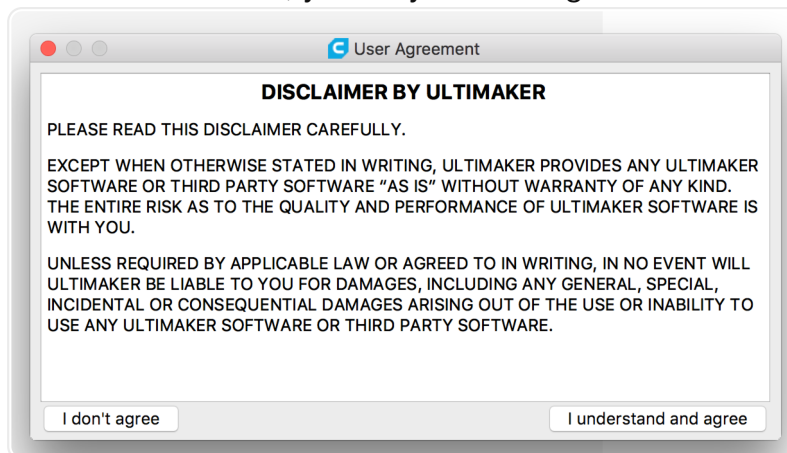 User Agreement
DISCLAIMER BY ULTIMAKER
PLEASE READ THIS DISCLAIMER CAREFULLY.
EXCEPT WHEN OTHERWISE STATED IN WRITING, ULTIMAKER PROVIDES ANY ULTIMAKER
SOFTWARE OR THIRD PARTY SOFTWARE “AS IS” WITHOUT WARRANTY OF ANY KIND.
THE ENTIRE RISK AS TO THE QUALITY AND PERFORMANCE OF ULTIMAKER SOFTWARE IS
WITH YOU.
UNLESS REQUIRED BY APPLICABLE LAW OR AGREED TO IN WRITING, IN NO EVENT WILL
ULTIMAKER BE LIABLE TO YOU FOR DAMAGES, INCLUDING ANY GENERAL, SPECIAL,
INCIDENTAL OR CONSEQUENTIAL DAMAGES ARISING OUT OF THE USE OR INABILITY TO
USE ANY ULTIMAKER SOFTWARE OR THIRD PARTY SOFTWARE.
I don't agree
I understand and agree